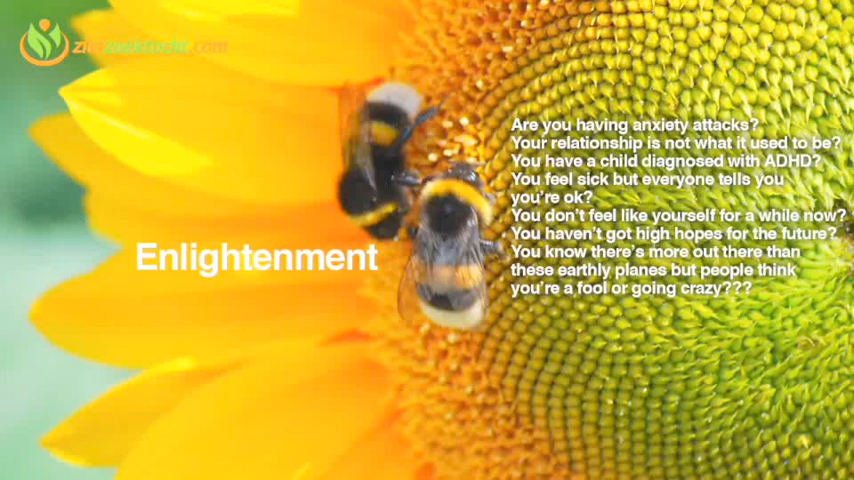 Enlightenment
Are you having anxiety attacks?
Your relationship is not what it used to be?
You have a child diagnosed with ADHD?
You feel sick but everyone tells you
you're ok?
You don't feel like yourself for a while now?
You haven't got high hopes for the future?
You know there's more out there than
these earthly planes but people think
you're a fool or going crazy???